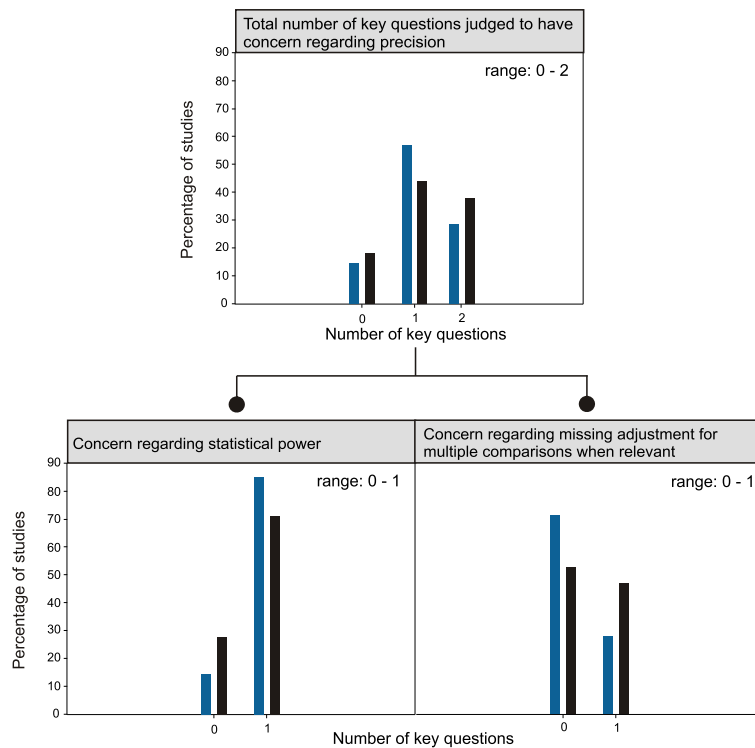 Total number of key questions judged to have
concern regarding precision
range: 0 - 2
Percentage of studies
90
80
70
60
50
40
30
20
10
0
0 1 2
Number of key questions
Concern regarding statistical power
range: 0 - 1
Concern regarding missing adjustment for
multiple comparisons when relevant
range: 0 - 1
Percentage of studies
90
80
70
60
50
40
30
20
10
0
0 1
0 1
Number of key questions